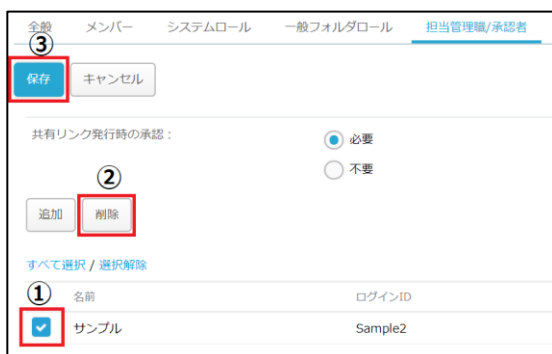 全般 メンバー システムロール 一般フォルダロール 担当管理職/承認者
③
保存 キャンセル
共有リンク発行時の承認： 必要
不要
②
追加 削除
すべて選択 / 選択解除
① 名前 ログインID
サンプル Sample2